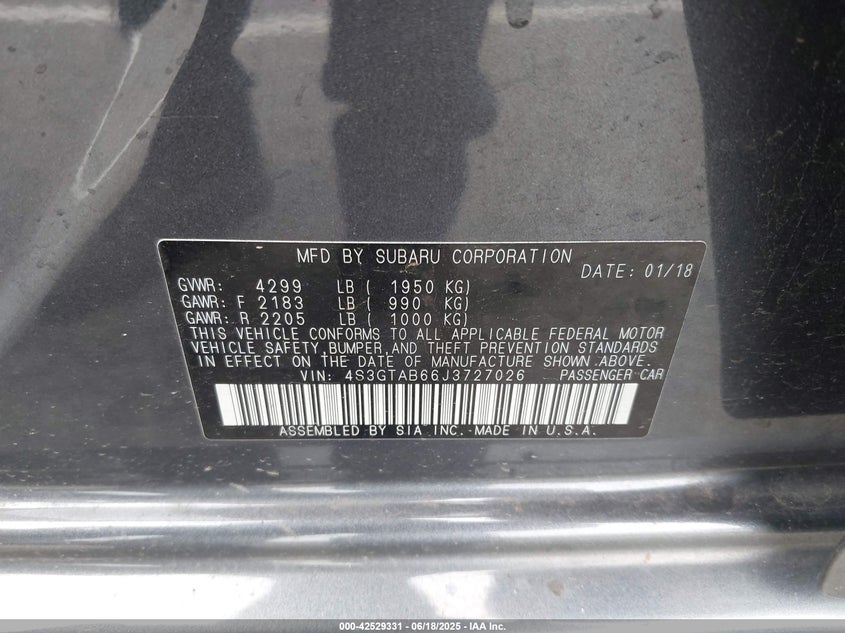 MFD BY SUBARU CORPORATION
DATE: 01/18
GVWR: 4299 LB ( 1950 KG)
GAWR: F 2183 LB ( 990 KG)
GAWR: R 2205 LB ( 1000 KG)
THIS VEHICLE CONFORMS TO ALL APPLICABLE FEDERAL MOTOR
VEHICLE SAFETY, BUMPER, AND THEFT PREVENTION STANDARDS
IN EFFECT ON THE DATE OF MANUFACTURE SHOWN ABOVE.
VIN: 4S3GTAB66J3727026 PASSENGER CAR
ASSEMBLED BY SIA INC. MADE IN U.S.A.
000-42529331 - 06/18/2025 - IAA Inc.